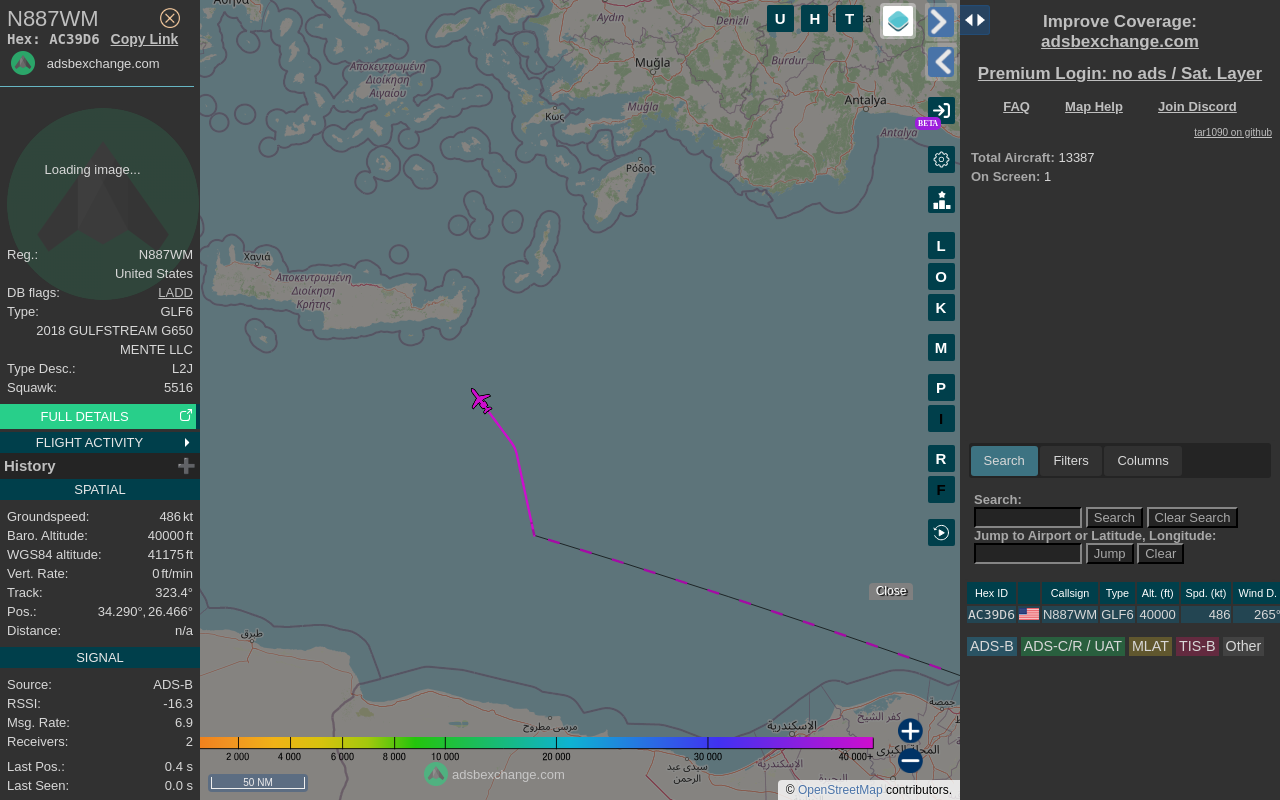 N887WM
Hex: AC39D6 Copy Link
adsbexchange.com
Loading image...
Reg.: N887WM
United States
DB flags: LADD
Type: GLF6
2018 GULFSTREAM G650
MENTE LLC
Type Desc.: L2J
Squawk: 5516
FULL DETAILS
FLIGHT ACTIVITY
History
SPATIAL
Groundspeed: 486 kt
Baro. Altitude: 40000 ft
WGS84 altitude: 41175 ft
Vert. Rate: 0 ft/min
Track: 323.4°
Pos.: 34.290°, 26.466°
Distance: n/a
SIGNAL
Source: ADS-B
RSSI: -16.3
Msg. Rate: 6.9
Receivers: 2
Last Pos.: 0.4 s
Last Seen: 0.0 s
Αθήνα
Aydın
Denizli
Αποκεντρωμένη
Διοίκηση
Αιγαίου
Muğla
Burdur
Muğla
Κως
Antalya
Antalya
Ρόδος
Χανιά
Αποκεντρωμένη
Διοίκηση
Κρήτης
طبرق
مرسى مطروح
الإسكندرية
كفر الشيخ
جمصة
المحلة الكبرى
سيدي عبد
الرحمن
الإسكندرية
البحيرة
U H T
BETA
L
O
K
M
P
I
R
F
Close
2 000 4 000 6 000 8 000 10 000 20 000 30 000 40 000+
adsbexchange.com
50 NM
© OpenStreetMap contributors.
Improve Coverage:
adsbexchange.com
Premium Login: no ads / Sat. Layer
FAQ Map Help Join Discord
tar1090 on github
Total Aircraft: 13387
On Screen: 1
Search Filters Columns
Search:
Search Clear Search
Jump to Airport or Latitude, Longitude:
Jump Clear
Hex ID Callsign Type Alt. (ft) Spd. (kt) Wind D.
AC39D6 N887WM GLF6 40000 486 265°
ADS-B ADS-C/R / UAT MLAT TIS-B Other